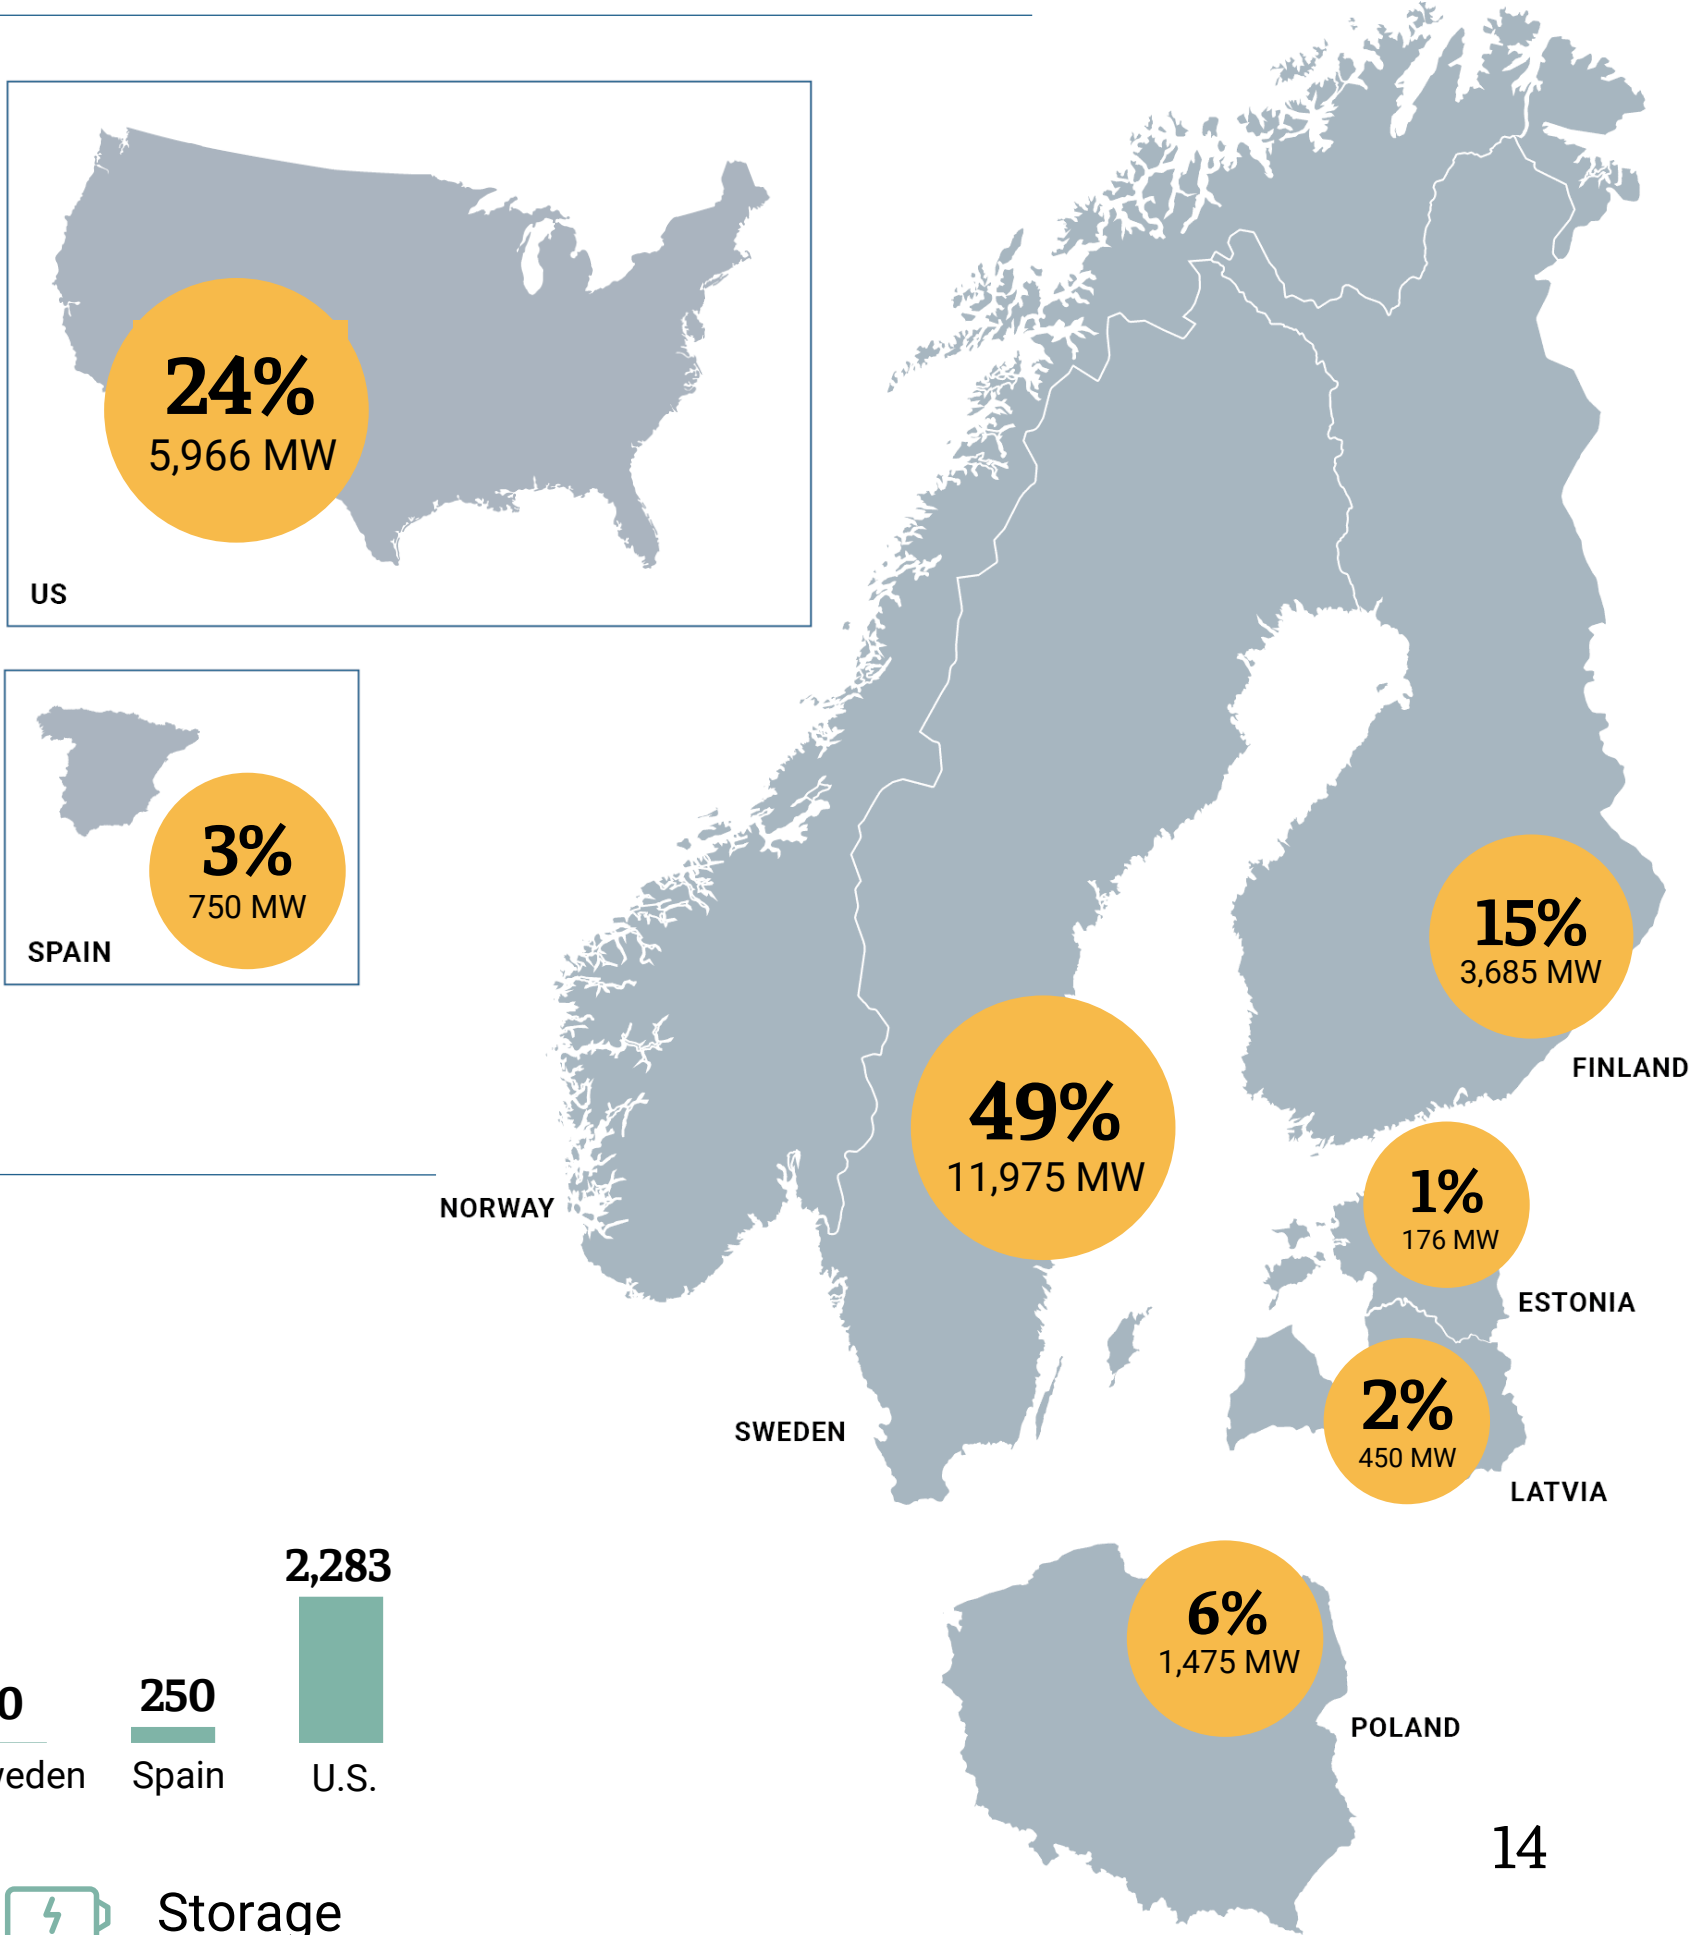 24%
5,966 MW
US
3%
750 MW
SPAIN
15%
3,685 MW
FINLAND
49%
11,975 MW
1%
176 MW
NORWAY
ESTONIA
2%
450 MW
SWEDEN
LATVIA
6%
1,475 MW
POLAND
2,283
250
0
Spain
U.S.
14
Storage